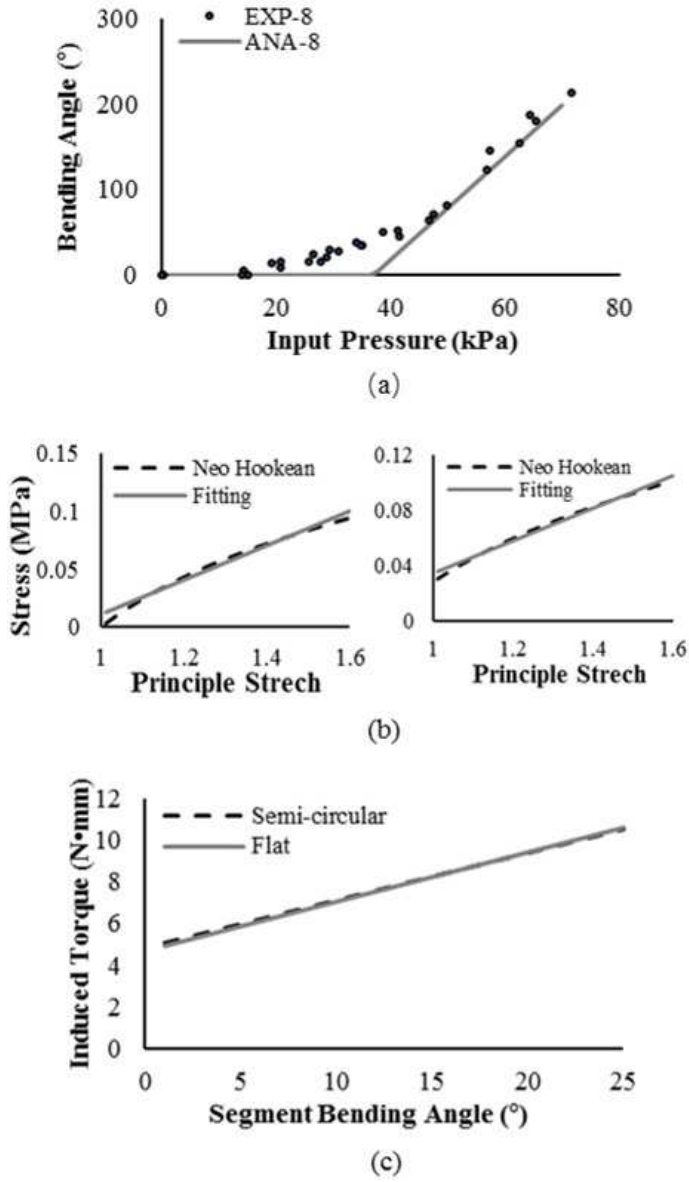 300
EXP-8
ANA-8
200
100
0
Bending Angle (°)
0 20 40 60 80
Input Pressure (kPa)
(a)
0.15
Neo Hookean
Fitting
0.1
0.05
0
Stress (MPa)
1 1.2 1.4 1.6
Principle Strech
0.12
Neo Hookean
Fitting
0.08
0.04
0
1 1.2 1.4 1.6
Principle Strech
(b)
12
Semi-circular
10
Flat
8
6
4
2
0
Induced Torque (N•mm)
0 5 10 15 20 25
Segment Bending Angle (°)
(c)